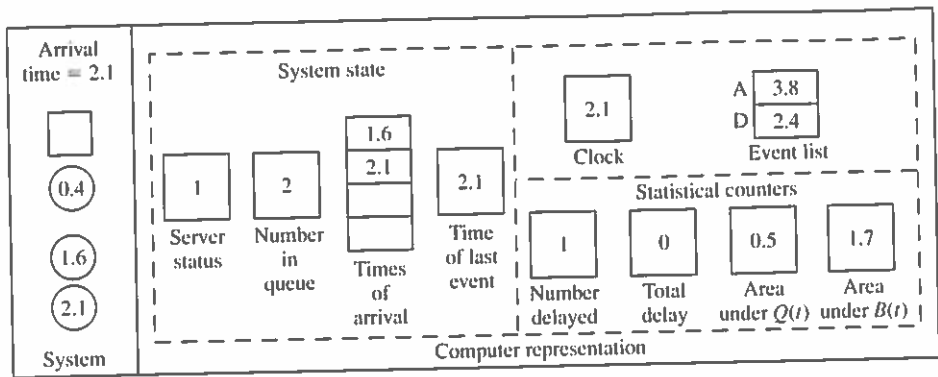 Arrival
time = 2.1
0.4
1.6
2.1
System
System state
1
Server
status
2
Number
in
queue
1.6
2.1
Times
of
arrival
2.1
Time
of last
event
2.1
Clock
A 3.8
D 2.4
Event list
Statistical counters
1
Number
delayed
0
Total
delay
0.5
Area
under Q(t)
1.7
Area
under B(t)
Computer representation